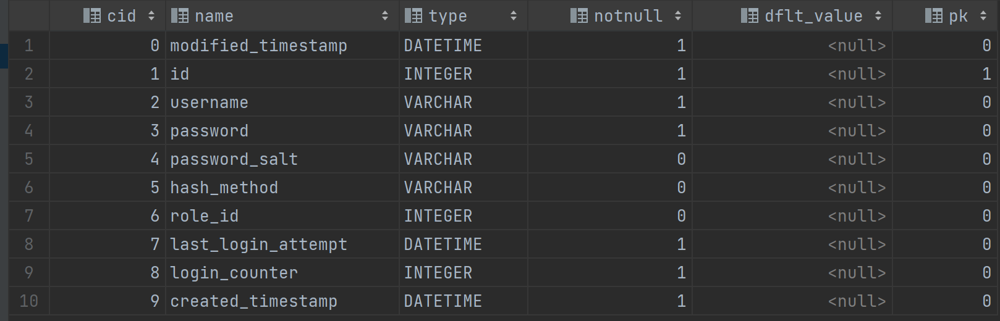 cid name type notnull dflt_value pk
1 0 modified_timestamp DATETIME 1 <null> 0
2 1 id INTEGER 1 <null> 1
3 2 username VARCHAR 1 <null> 0
4 3 password VARCHAR 1 <null> 0
5 4 password_salt VARCHAR 0 <null> 0
6 5 hash_method VARCHAR 0 <null> 0
7 6 role_id INTEGER 0 <null> 0
8 7 last_login_attempt DATETIME 1 <null> 0
9 8 login_counter INTEGER 1 <null> 0
10 9 created_timestamp DATETIME 1 <null> 0